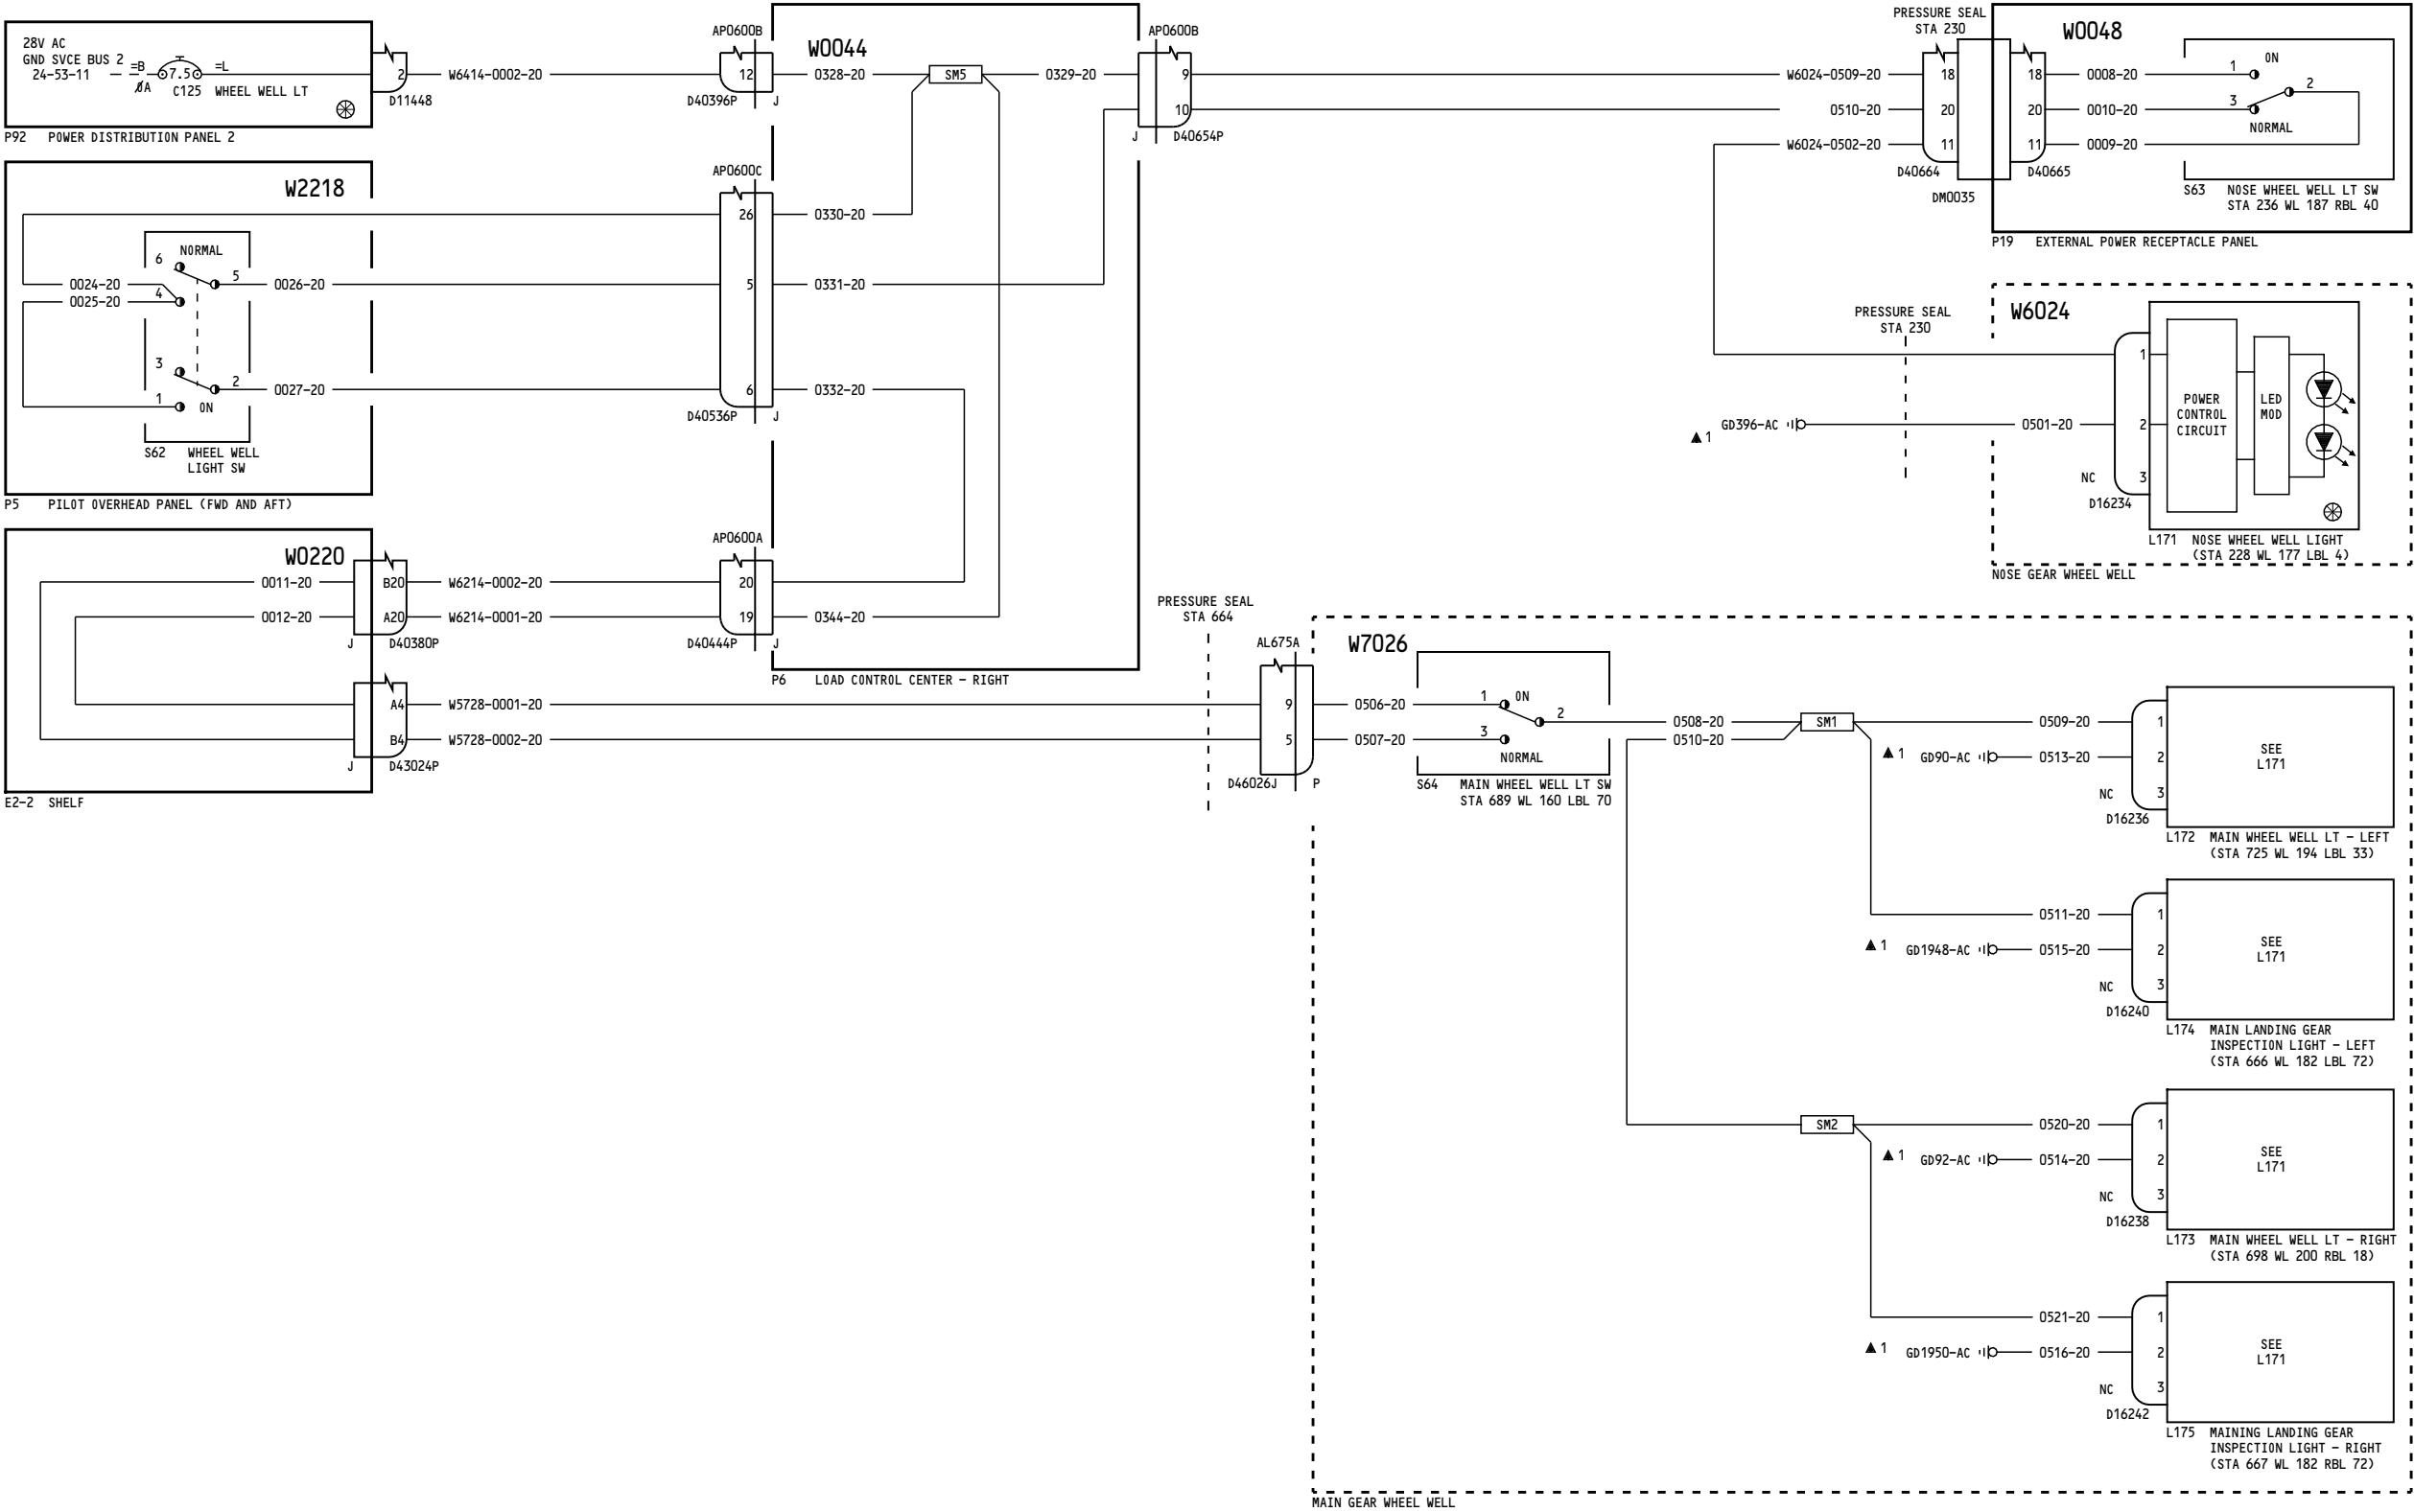 28V AC
GND SVCE BUS 2
24-53-11
=B
7.5
=L
ØA
C125 WHEEL WELL LT
2
D11448
P92 POWER DISTRIBUTION PANEL 2
W6414-0002-20
AP0600B
12
D40396P
J
W0044
0328-20
SM5
0329-20
AP0600B
9
10
J
D40654P
PRESSURE SEAL
STA 230
W6024-0509-20
0510-20
W6024-0502-20
18
20
11
D40664
DM0035
18
20
11
D40665
W0048
0008-20
0010-20
0009-20
1
ON
2
3
NORMAL
S63 NOSE WHEEL WELL LT SW
STA 236 WL 187 RBL 40
P19 EXTERNAL POWER RECEPTACLE PANEL
W2218
NORMAL
6
5
4
3
2
1
ON
0024-20
0025-20
0026-20
0027-20
S62 WHEEL WELL
LIGHT SW
P5 PILOT OVERHEAD PANEL (FWD AND AFT)
AP0600C
26
5
6
D40536P
J
0330-20
0331-20
0332-20
PRESSURE SEAL
STA 230
W6024
GD396-AC
1
0501-20
1
2
3
NC
D16234
POWER
CONTROL
CIRCUIT
LED
MOD
L171 NOSE WHEEL WELL LIGHT
(STA 228 WL 177 LBL 4)
NOSE GEAR WHEEL WELL
W0220
0011-20
0012-20
B20
A20
J
D40380P
W6214-0002-20
W6214-0001-20
AP0600A
20
19
D40444P
J
0344-20
P6 LOAD CONTROL CENTER - RIGHT
A4
B4
J
D43024P
W5728-0001-20
W5728-0002-20
E2-2 SHELF
PRESSURE SEAL
STA 664
AL675A
9
5
D46026J
P
W7026
0506-20
0507-20
1
ON
2
3
NORMAL
S64 MAIN WHEEL WELL LT SW
STA 689 WL 160 LBL 70
0508-20
0510-20
SM1
0509-20
1
GD90-AC
0513-20
NC
1
2
3
D16236
SEE
L171
L172 MAIN WHEEL WELL LT - LEFT
(STA 725 WL 194 LBL 33)
0511-20
1
GD1948-AC
0515-20
NC
1
2
3
D16240
SEE
L171
L174 MAIN LANDING GEAR
INSPECTION LIGHT - LEFT
(STA 666 WL 182 LBL 72)
SM2
0520-20
1
GD92-AC
0514-20
NC
1
2
3
D16238
SEE
L171
L173 MAIN WHEEL WELL LT - RIGHT
(STA 698 WL 200 RBL 18)
0521-20
1
GD1950-AC
0516-20
NC
1
2
3
D16242
SEE
L171
L175 MAINING LANDING GEAR
INSPECTION LIGHT - RIGHT
(STA 667 WL 182 RBL 72)
MAIN GEAR WHEEL WELL